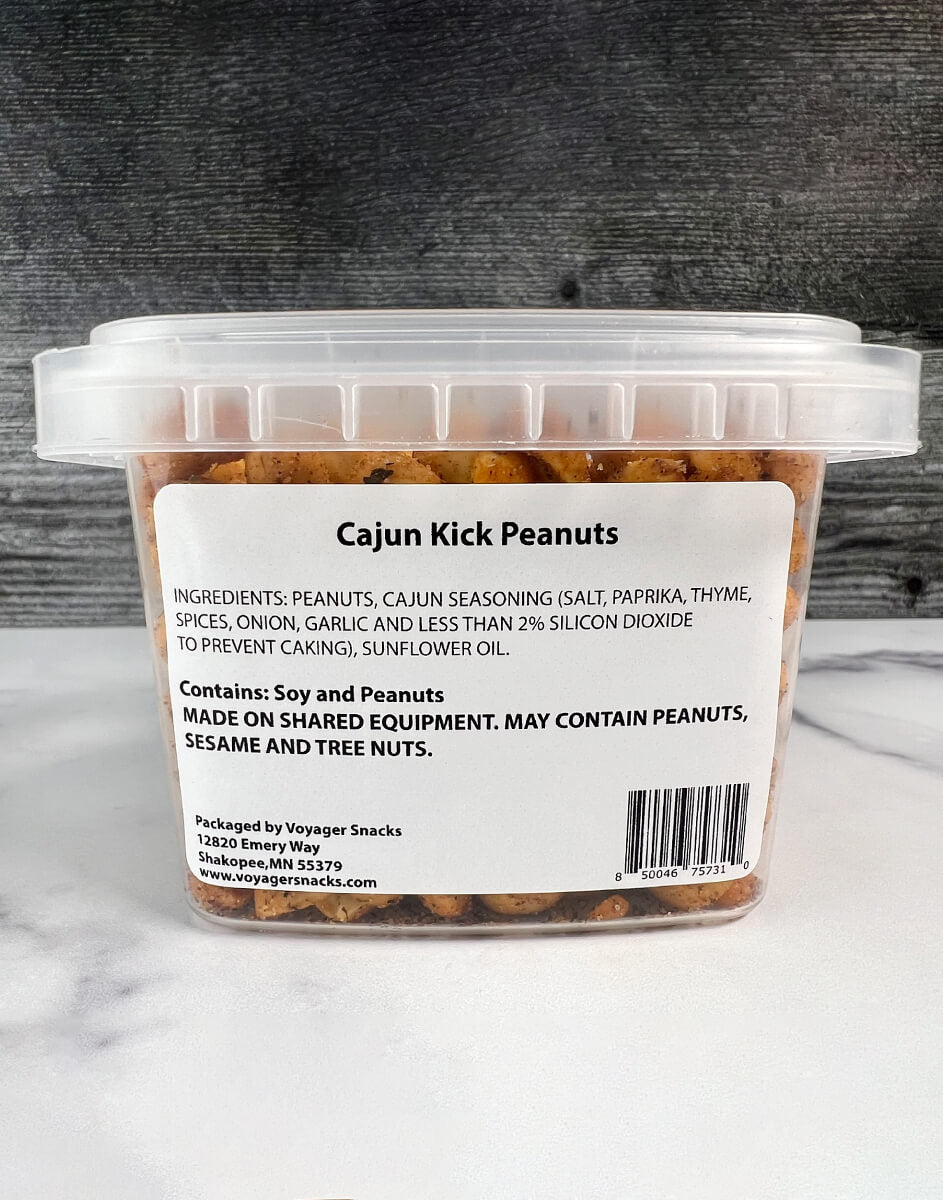 Cajun Kick Peanuts
INGREDIENTS: PEANUTS, CAJUN SEASONING (SALT, PAPRIKA, THYME,
SPICES, ONION, GARLIC AND LESS THAN 2% SILICON DIOXIDE
TO PREVENT CAKING), SUNFLOWER OIL.
Contains: Soy and Peanuts
MADE ON SHARED EQUIPMENT. MAY CONTAIN PEANUTS,
SESAME AND TREE NUTS.
Packaged by Voyager Snacks
12820 Emery Way
Shakopee,MN 55379
www.voyagersnacks.com
8 50046 75731 0